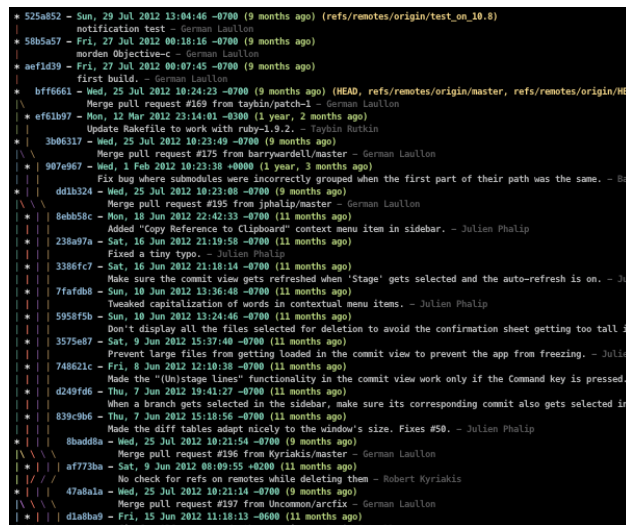 * 525a852 - Sun, 29 Jul 2012 13:04:46 -0700 (9 months ago) (refs/remotes/origin/test_on_10.8)
| notification test - German Laullon
* 58b5a57 - Fri, 27 Jul 2012 00:18:16 -0700 (9 months ago)
| morden Objective-c - German Laullon
* aef1d39 - Fri, 27 Jul 2012 00:07:45 -0700 (9 months ago)
| first build. - German Laullon
* bff6661 - Wed, 25 Jul 2012 10:24:23 -0700 (9 months ago) (HEAD, refs/remotes/origin/master, refs/remotes/origin/HE
|\ Merge pull request #169 from taybin/patch-1 - German Laullon
| * ef61b97 - Mon, 12 Mar 2012 23:14:01 -0300 (1 year, 2 months ago)
| | Update Rakefile to work with ruby-1.9.2. - Taybin Rutkin
* | 3b06317 - Wed, 25 Jul 2012 10:23:49 -0700 (9 months ago)
|\ \ Merge pull request #175 from barrywardell/master - German Laullon
| * | 907e967 - Wed, 1 Feb 2012 10:23:38 +0000 (1 year, 3 months ago)
| | | Fix bug where submodules were incorrectly grouped when the first part of their path was the same. - Ba
* | | dd1b324 - Wed, 25 Jul 2012 10:23:08 -0700 (9 months ago)
|\ \ \ Merge pull request #195 from jphalip/master - German Laullon
| * | | 8ebb58c - Mon, 18 Jun 2012 22:42:33 -0700 (11 months ago)
| | | | Added "Copy Reference to Clipboard" context menu item in sidebar. - Julien Phalip
| * | | 238a97a - Sat, 16 Jun 2012 21:19:58 -0700 (11 months ago)
| | | | Fixed a tiny typo. - Julien Phalip
| * | | 3386fc7 - Sat, 16 Jun 2012 21:18:14 -0700 (11 months ago)
| | | | Make sure the commit view gets refreshed when 'Stage' gets selected and the auto-refresh is on. - Ju
| * | | 7fafdb8 - Sun, 10 Jun 2012 13:36:48 -0700 (11 months ago)
| | | | Tweaked capitalization of words in contextual menu items. - Julien Phalip
| * | | 5958f5b - Sun, 10 Jun 2012 13:24:46 -0700 (11 months ago)
| | | | Don't display all the files selected for deletion to avoid the confirmation sheet getting too tall i
| * | | 3575e87 - Sat, 9 Jun 2012 15:37:40 -0700 (11 months ago)
| | | | Prevent large files from getting loaded in the commit view to prevent the app from freezing. - Julie
| * | | 748621c - Fri, 8 Jun 2012 12:10:38 -0700 (11 months ago)
| | | | Made the "(Un)stage lines" functionality in the commit view work only if the Command key is pressed.
| * | | d249fd6 - Thu, 7 Jun 2012 19:41:27 -0700 (11 months ago)
| | | | When a branch gets selected in the sidebar, make sure its corresponding commit also gets selected in
| * | | 839c9b6 - Thu, 7 Jun 2012 15:18:56 -0700 (11 months ago)
| | | | Made the diff tables adapt nicely to the window's size. Fixes #50. - Julien Phalip
* | | | 8badd8a - Wed, 25 Jul 2012 10:21:54 -0700 (9 months ago)
|\ \ \ \ Merge pull request #196 from Kyriakis/master - German Laullon
| * | | | af773ba - Sat, 9 Jun 2012 08:09:55 +0200 (11 months ago)
| |/ / / No check for refs on remotes while deleting them - Robert Kyriakis
* | | | 47a8a1a - Wed, 25 Jul 2012 10:21:14 -0700 (9 months ago)
|\ \ \ \ Merge pull request #197 from Uncommon/arcfix - German Laullon
| * | | | d1a8ba9 - Fri, 15 Jun 2012 11:18:13 -0600 (11 months ago)